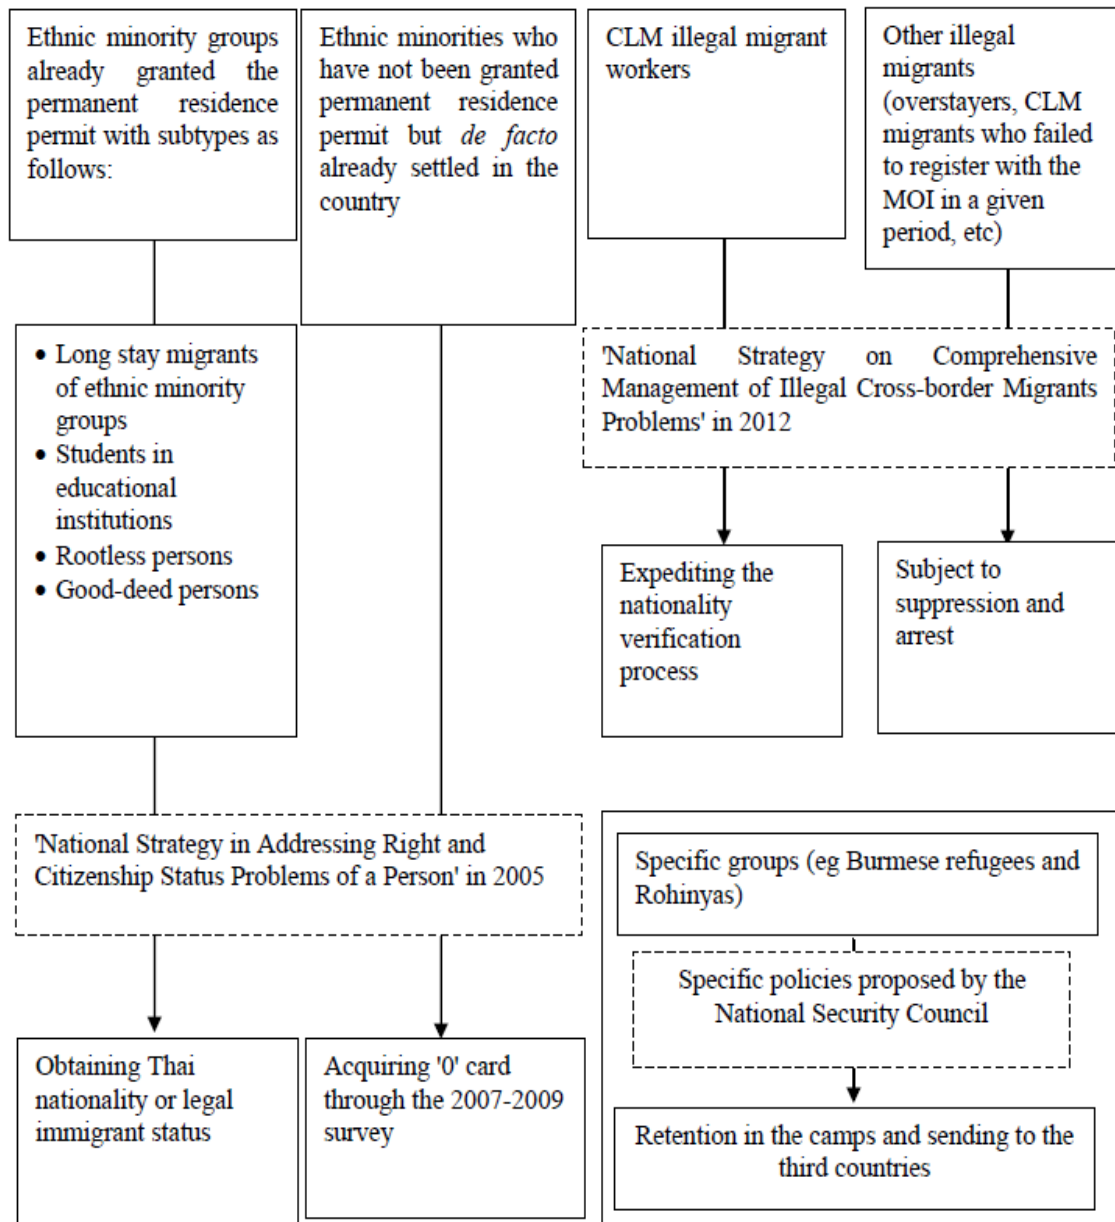 Ethnic minority groups
already granted the
permanent residence
permit with subtypes as
follows:
Ethnic minorities who
have not been granted
permanent residence
permit but de facto
already settled in the
country
CLM illegal migrant
workers
Other illegal
migrants
(overstayers, CLM
migrants who failed
to register with the
MOI in a given
period, etc)
• Long stay migrants
of ethnic minority
groups
• Students in
educational
institutions
• Rootless persons
• Good-deed persons
'National Strategy on Comprehensive
Management of Illegal Cross-border Migrants
Problems' in 2012
Expediting the
nationality
verification
process
Subject to
suppression and
arrest
'National Strategy in Addressing Right and
Citizenship Status Problems of a Person' in 2005
Specific groups (eg Burmese refugees and
Rohinyas)
Specific policies proposed by the
National Security Council
Obtaining Thai
nationality or legal
immigrant status
Acquiring '0' card
through the 2007-2009
survey
Retention in the camps and sending to the
third countries